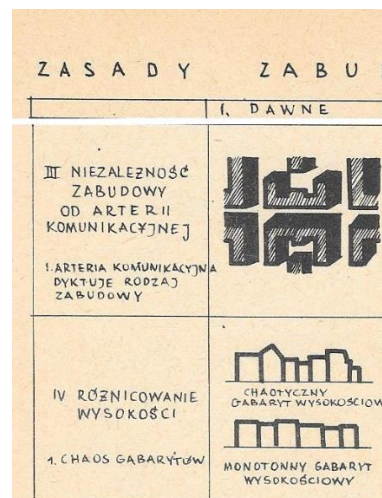 ZASADY ZABU
1. DAWNE
III NIEZALEŻNOŚĆ
ZABUDOWY
OD ARTERII
KOMUNIKACYJNEJ
1. ARTERIA KOMUNIKACYJNA
DYKTUJE RODZAJ
ZABUDOWY
IV RÓŻNICOWANIE
WYSOKOŚCI
1. CHAOS GABARYTÓW
CHAOTYCZNY
GABARYT WYSOKOŚCIOW
MONOTONNY GABARYT
WYSOKOŚCIOWY